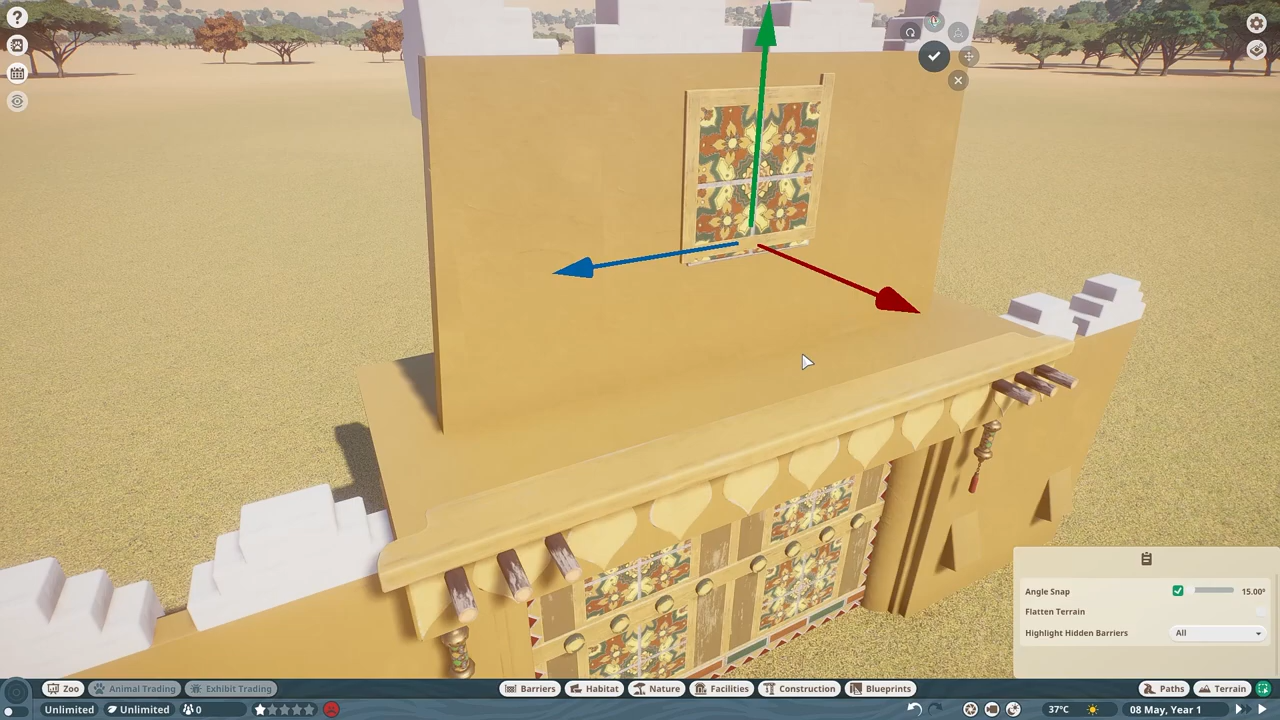 ?
Angle Snap 15.00°
Flatten Terrain
Highlight Hidden Barriers All
Zoo Animal Trading Exhibit Trading Barriers Habitat Nature Facilities Construction Blueprints Paths Terrain
Unlimited Unlimited 0 37°C 08 May, Year 1